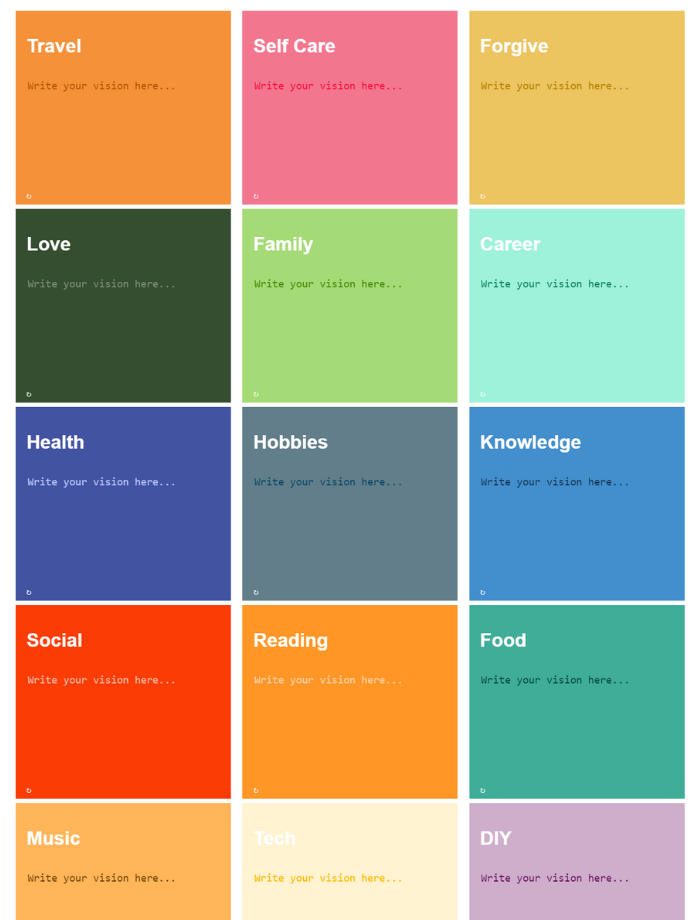 Travel
Write your vision here...
↻
Self Care
Write your vision here...
↻
Forgive
Write your vision here...
↻
Love
Write your vision here...
↻
Family
Write your vision here...
↻
Career
Write your vision here...
↻
Health
Write your vision here...
↻
Hobbies
Write your vision here...
↻
Knowledge
Write your vision here...
↻
Social
Write your vision here...
↻
Reading
Write your vision here...
↻
Food
Write your vision here...
↻
Music
Write your vision here...
Tech
Write your vision here...
DIY
Write your vision here...